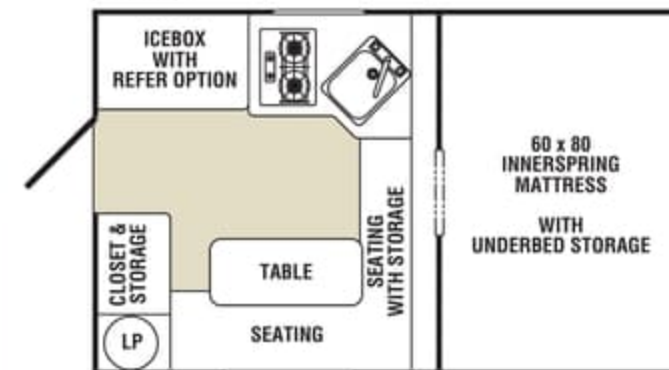 ICEBOX
WITH
REFER OPTION
60 x 80
INNERSPRING
MATTRESS
WITH
UNDERBED STORAGE
CLOSET &
STORAGE
TABLE
SEATING
WITH STORAGE
LP
SEATING